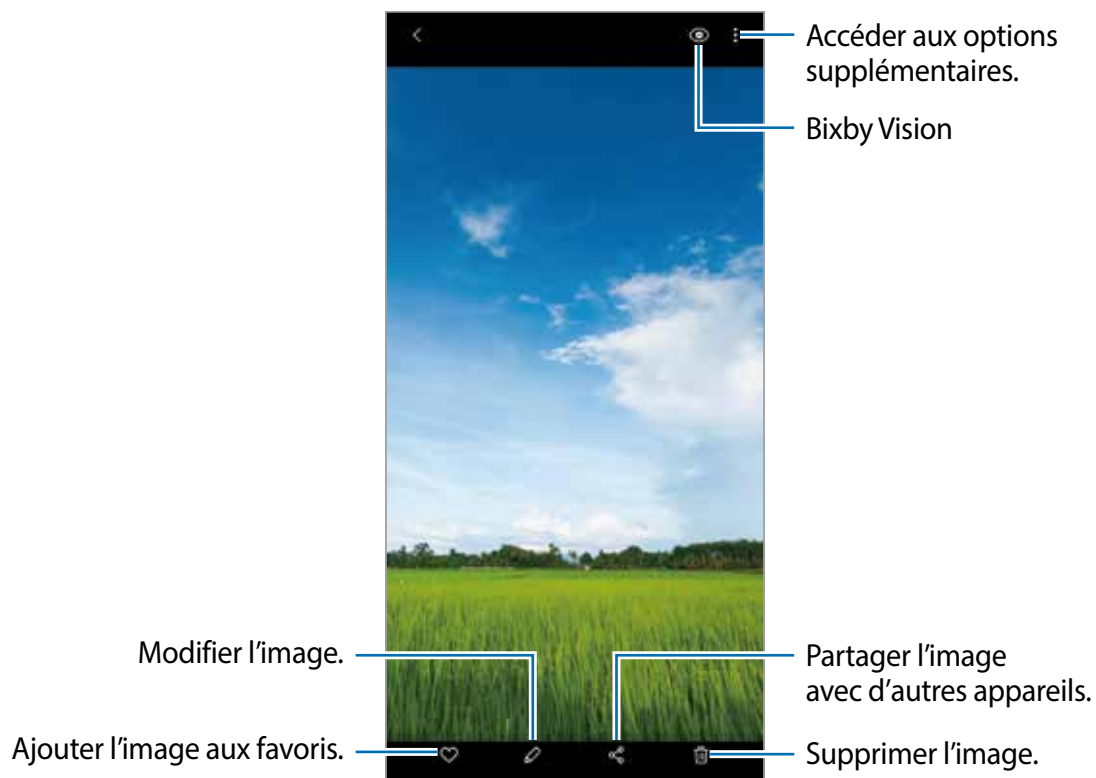 Accéder aux options
supplémentaires.
Bixby Vision
Modifier l’image.
Partager l’image
avec d’autres appareils.
Ajouter l’image aux favoris.
Supprimer l’image.